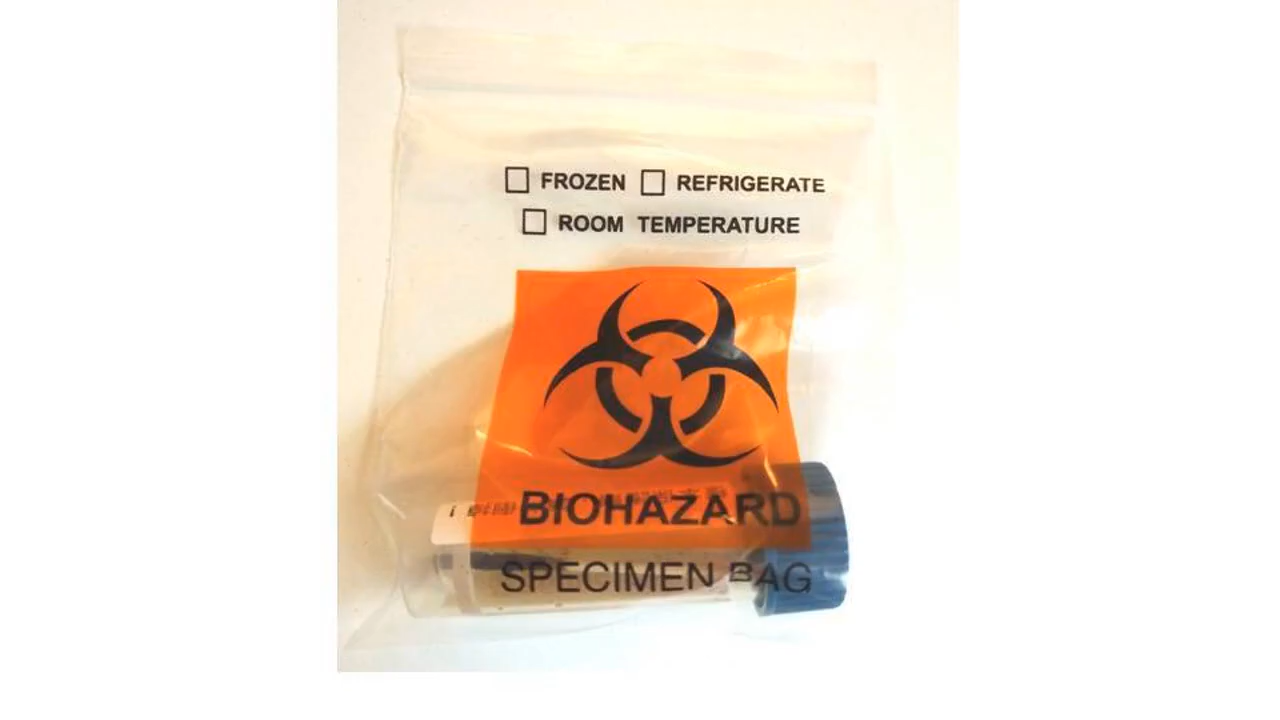 FROZEN REFRIGERATE
ROOM TEMPERATURE
BIOHAZARD
SPECIMEN BAG